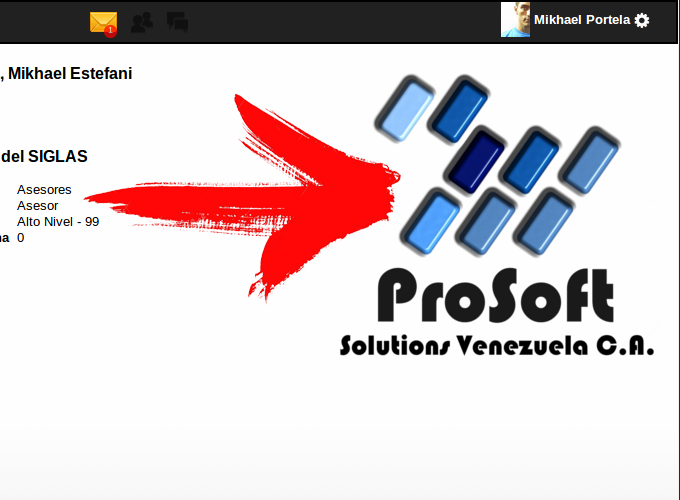 1
Mikhael Portela
, Mikhael Estefani
del SIGLAS
Asesores
Asesor
Alto Nivel - 99
na 0
ProSoft
Solutions Venezuela C.A.